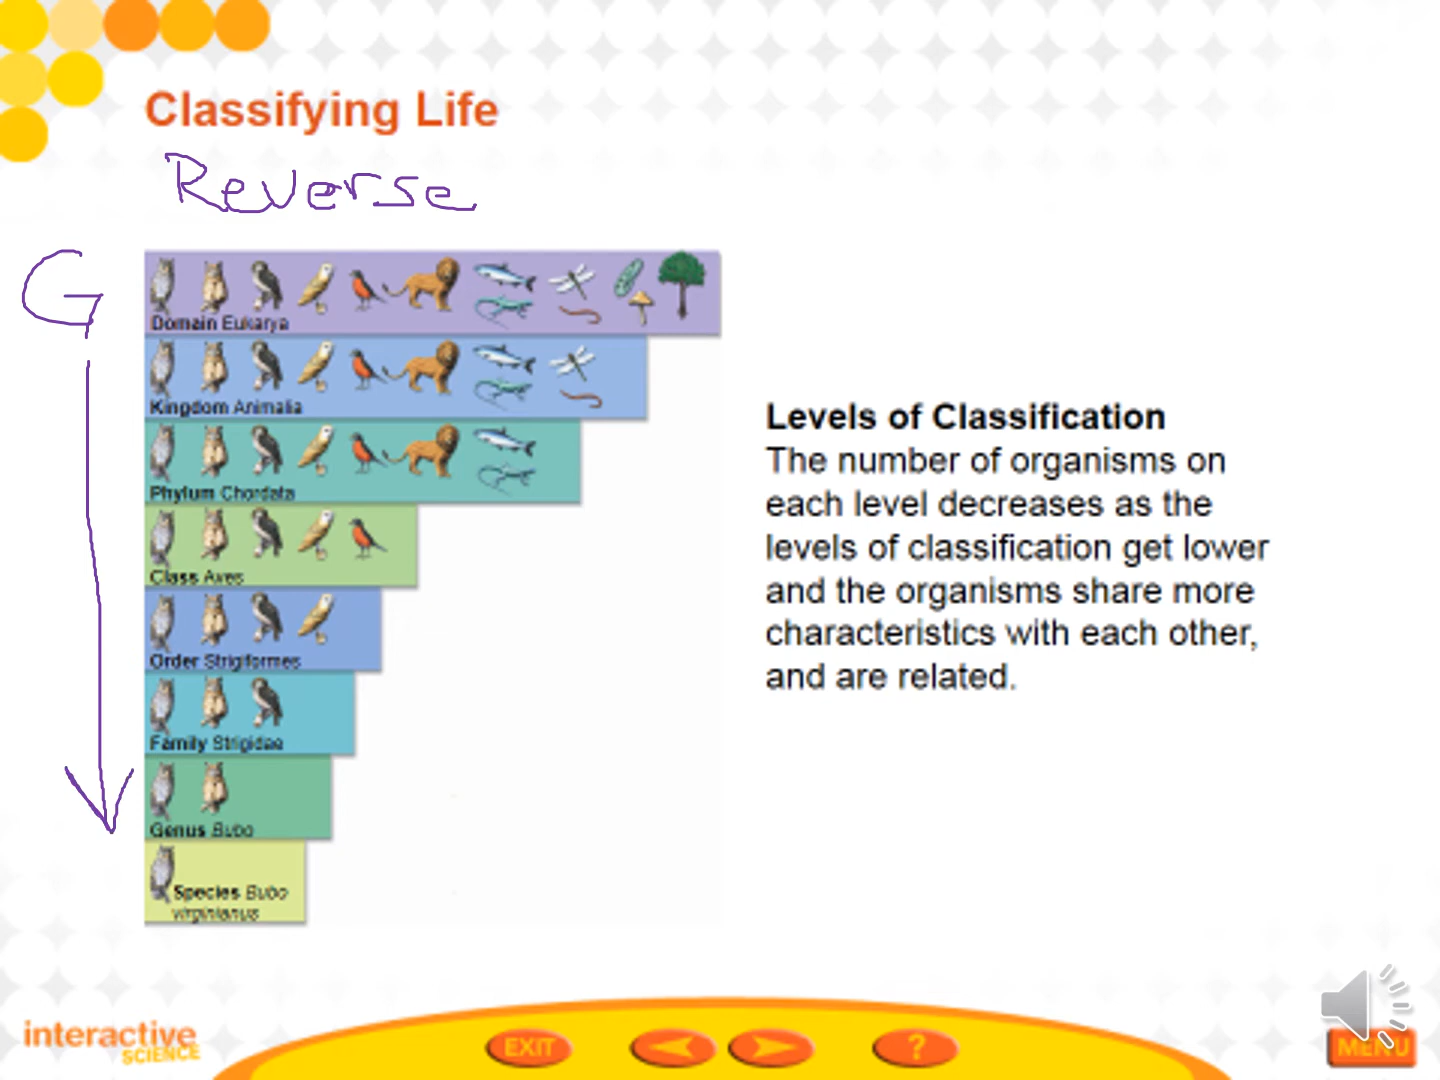 Classifying Life
Reverse
G
Domain Eukarya
Kingdom Animalia
Phylum Chordata
Class Aves
Order Strigiformes
Family Strigidae
Genus Bubo
Species Bubo
virginianus
Levels of Classification
The number of organisms on
each level decreases as the
levels of classification get lower
and the organisms share more
characteristics with each other,
and are related.
interactive
SCIENCE
EXIT
?
MENU